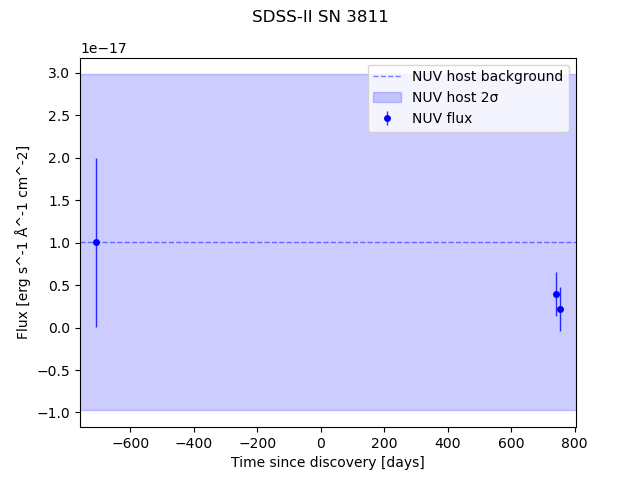 SDSS-II SN 3811
1e−17
NUV host background
NUV host 2σ
NUV flux
3.0
2.5
2.0
1.5
1.0
0.5
0.0
−0.5
−1.0
Flux [erg s^-1 Å^-1 cm^-2]
−600 −400 −200 0 200 400 600 800
Time since discovery [days]